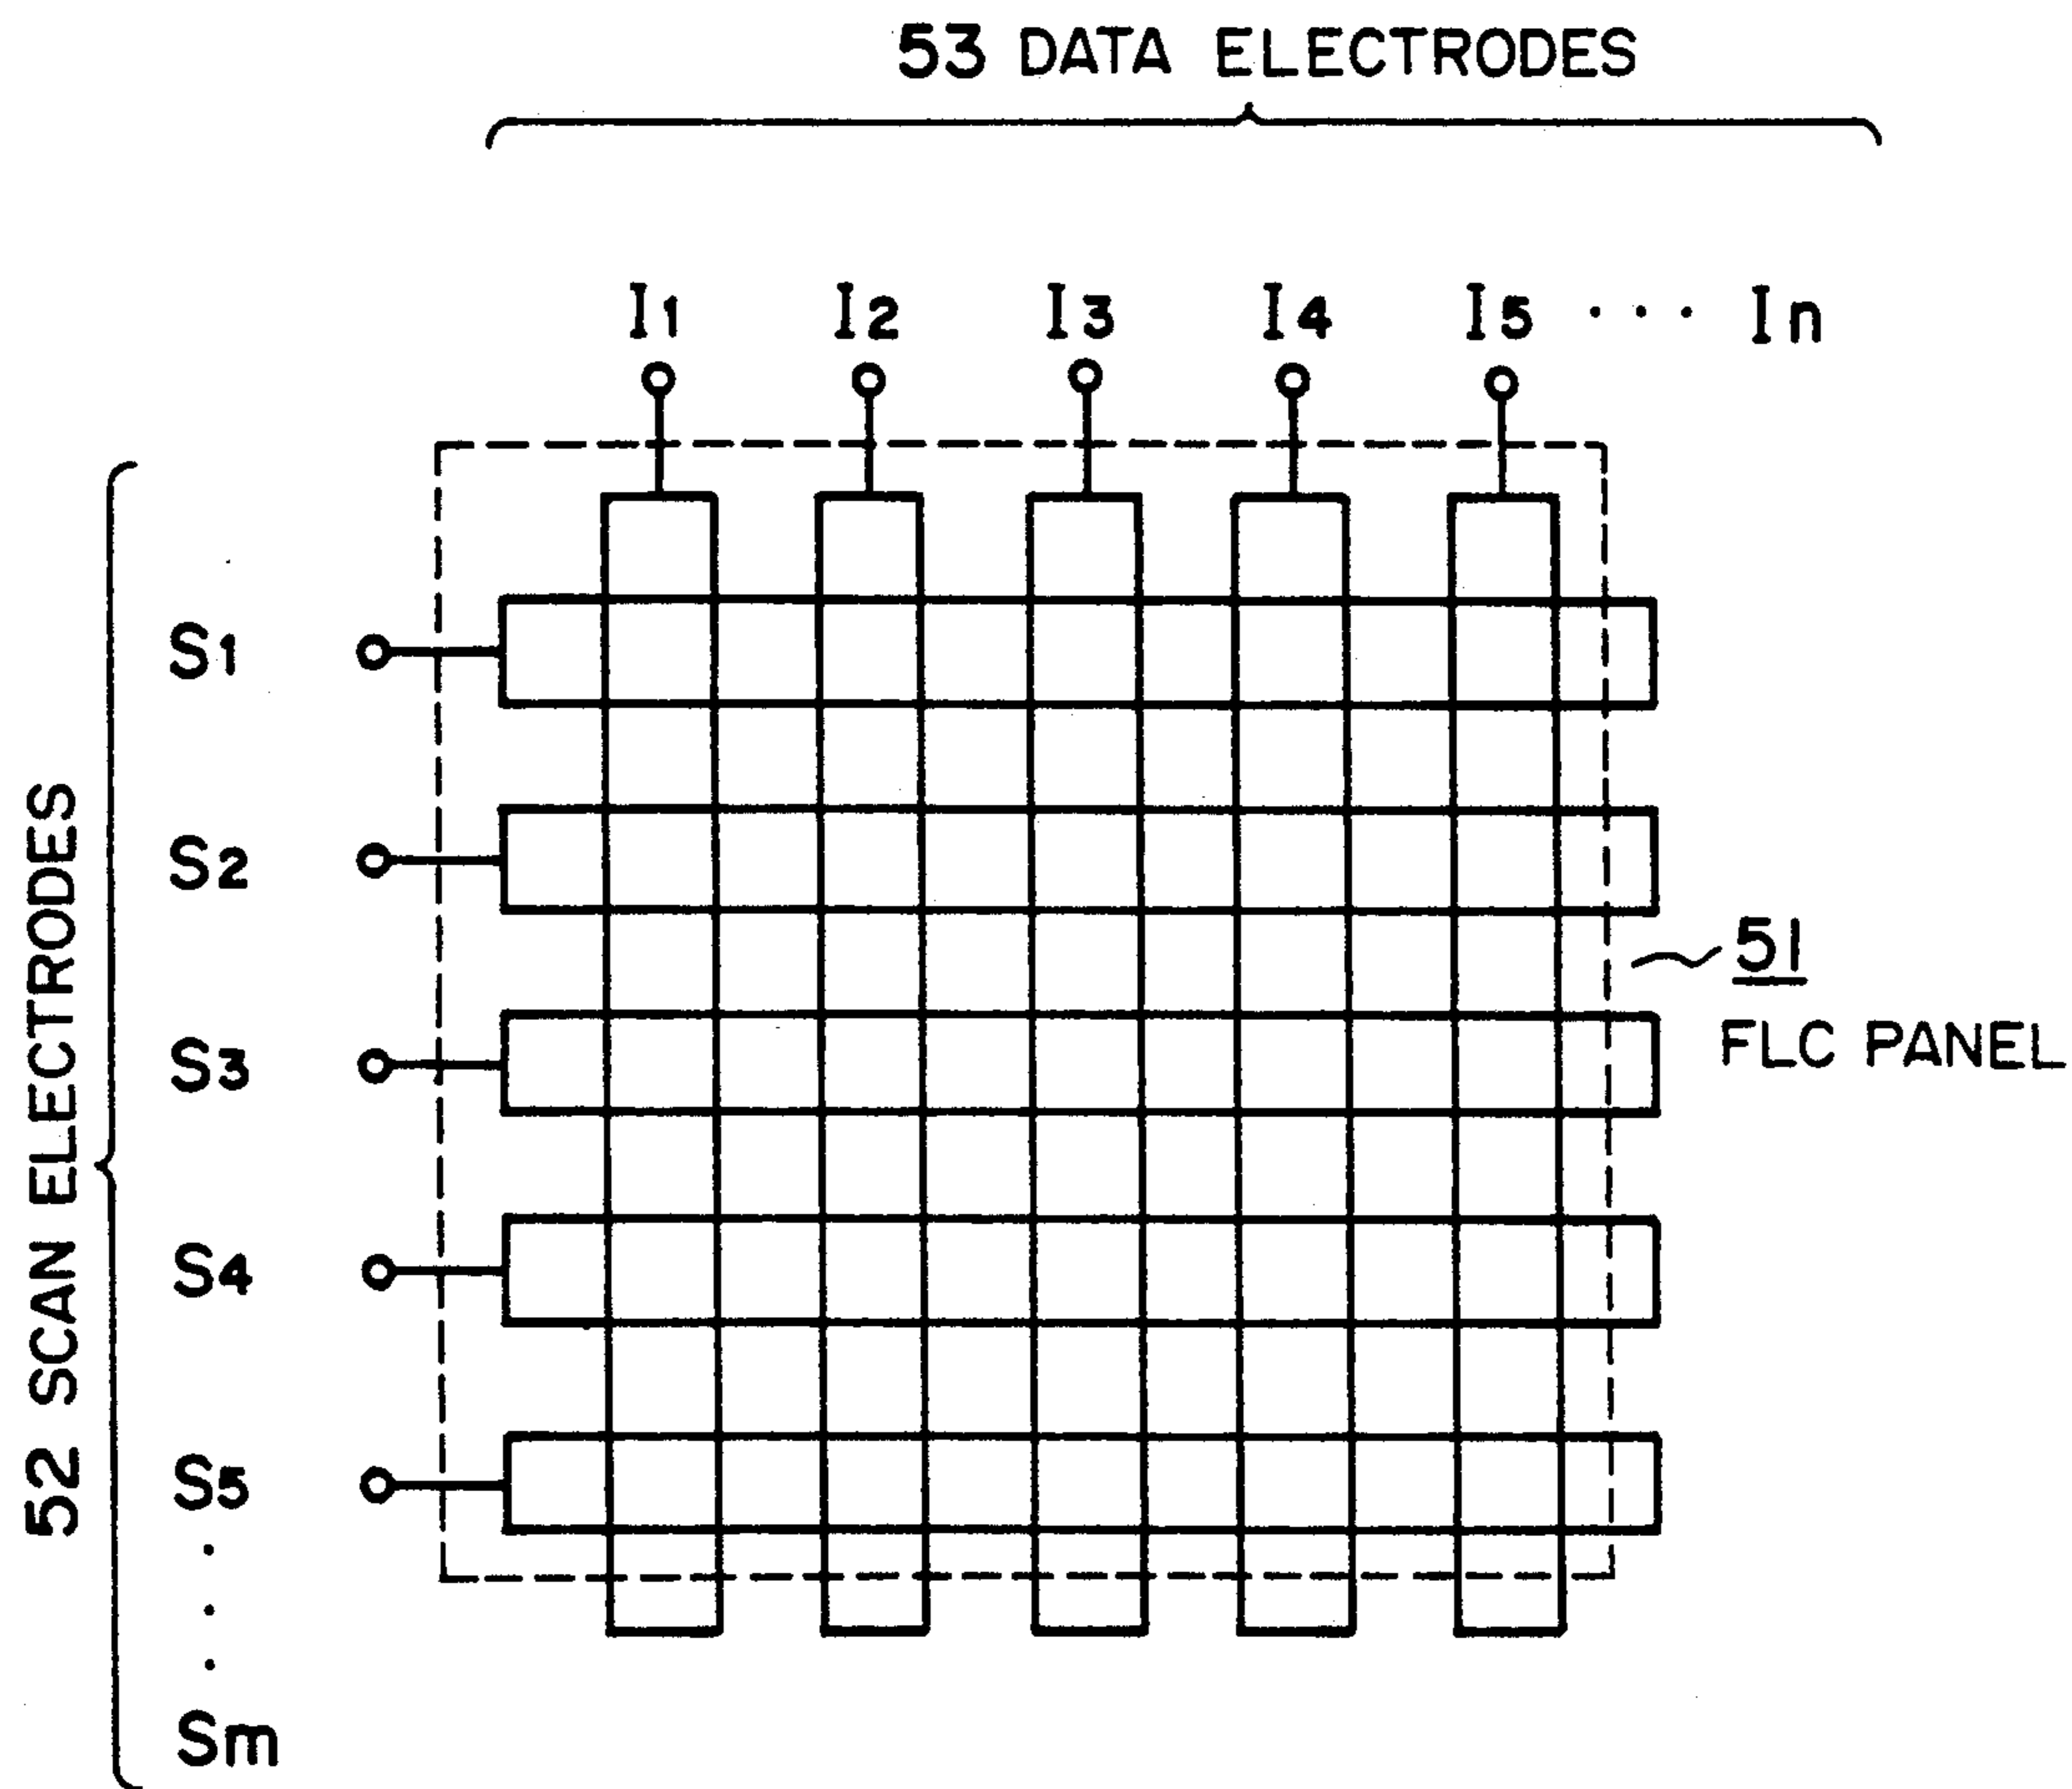 53 DATA ELECTRODES
I1 I2 I3 I4 I5 · · · In
52 SCAN ELECTRODES
S1
S2
S3
S4
S5
·
·
·
Sm
51
FLC PANEL